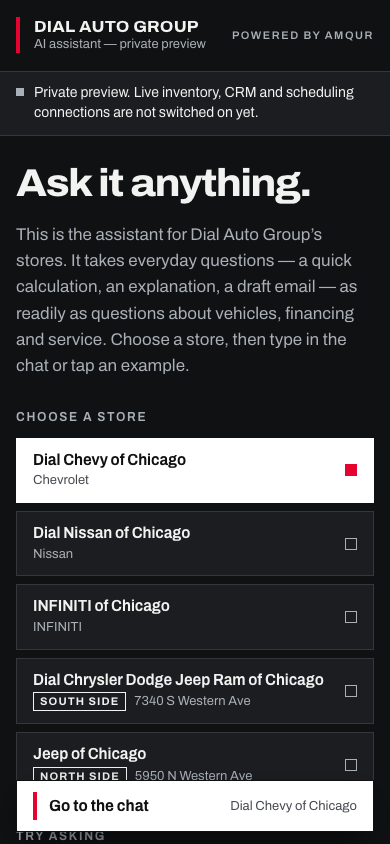 DIAL AUTO GROUP
AI assistant — private preview
POWERED BY AMQUR
Private preview. Live inventory, CRM and scheduling
connections are not switched on yet.
Ask it anything.
This is the assistant for Dial Auto Group’s
stores. It takes everyday questions — a quick
calculation, an explanation, a draft email — as
readily as questions about vehicles, financing
and service. Choose a store, then type in the
chat or tap an example.
CHOOSE A STORE
Dial Chevy of Chicago
Chevrolet
Dial Nissan of Chicago
Nissan
INFINITI of Chicago
INFINITI
Dial Chrysler Dodge Jeep Ram of Chicago
SOUTH SIDE 7340 S Western Ave
Jeep of Chicago
NORTH SIDE 5950 N Western Ave
Go to the chat Dial Chevy of Chicago
TRY ASKING